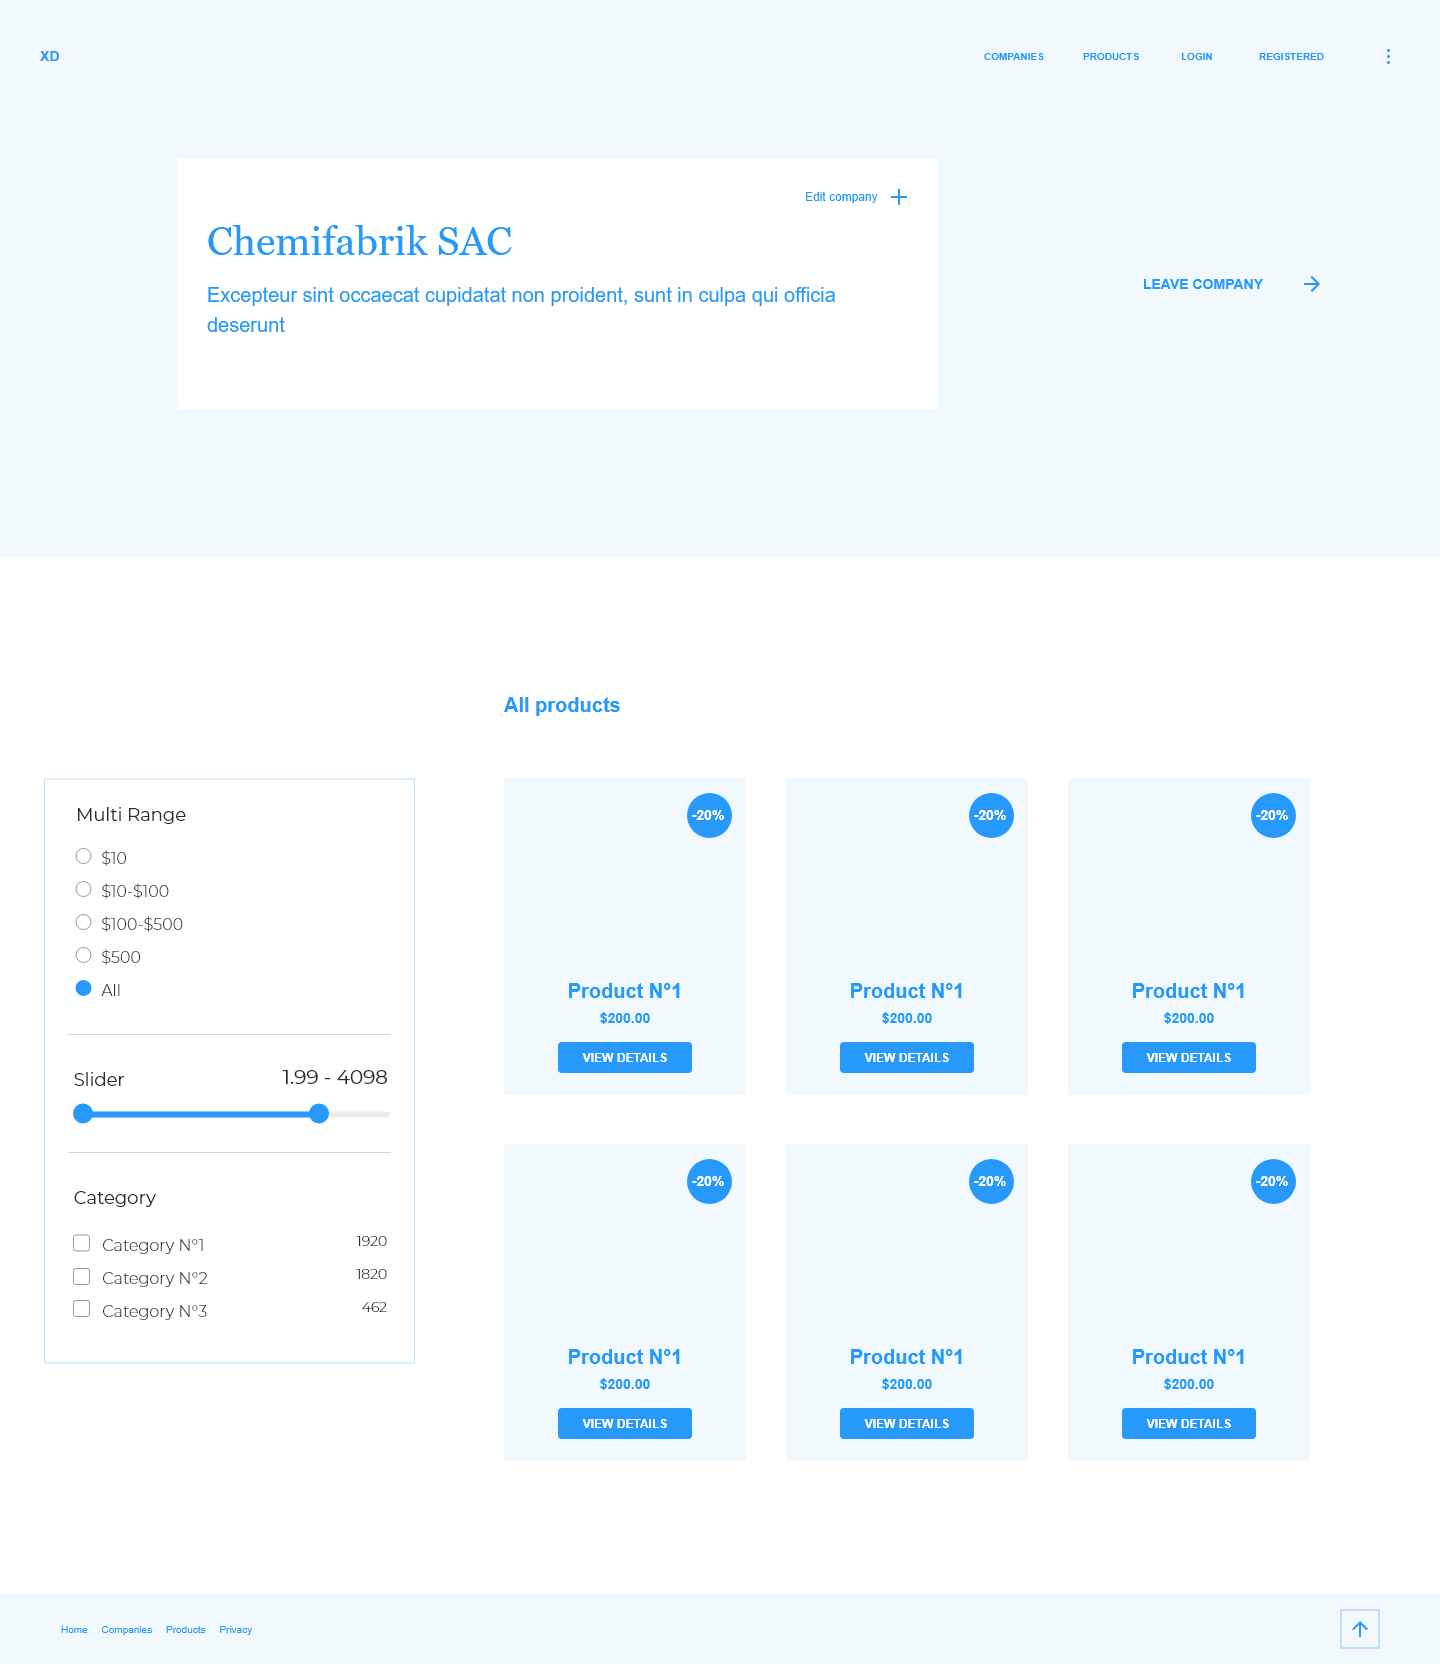 XD
COMPANIES PRODUCTS LOGIN REGISTERED
Edit company
Chemifabrik SAC
Excepteur sint occaecat cupidatat non proident, sunt in culpa qui officia
deserunt
LEAVE COMPANY
All products
Multi Range
$10
$10-$100
$100-$500
$500
All
Slider 1.99 - 4098
Category
Category N°1 1920
Category N°2 1820
Category N°3 462
-20% -20% -20%
Product N°1 Product N°1 Product N°1
$200.00 $200.00 $200.00
VIEW DETAILS VIEW DETAILS VIEW DETAILS
-20% -20% -20%
Product N°1 Product N°1 Product N°1
$200.00 $200.00 $200.00
VIEW DETAILS VIEW DETAILS VIEW DETAILS
Home Companies Products Privacy